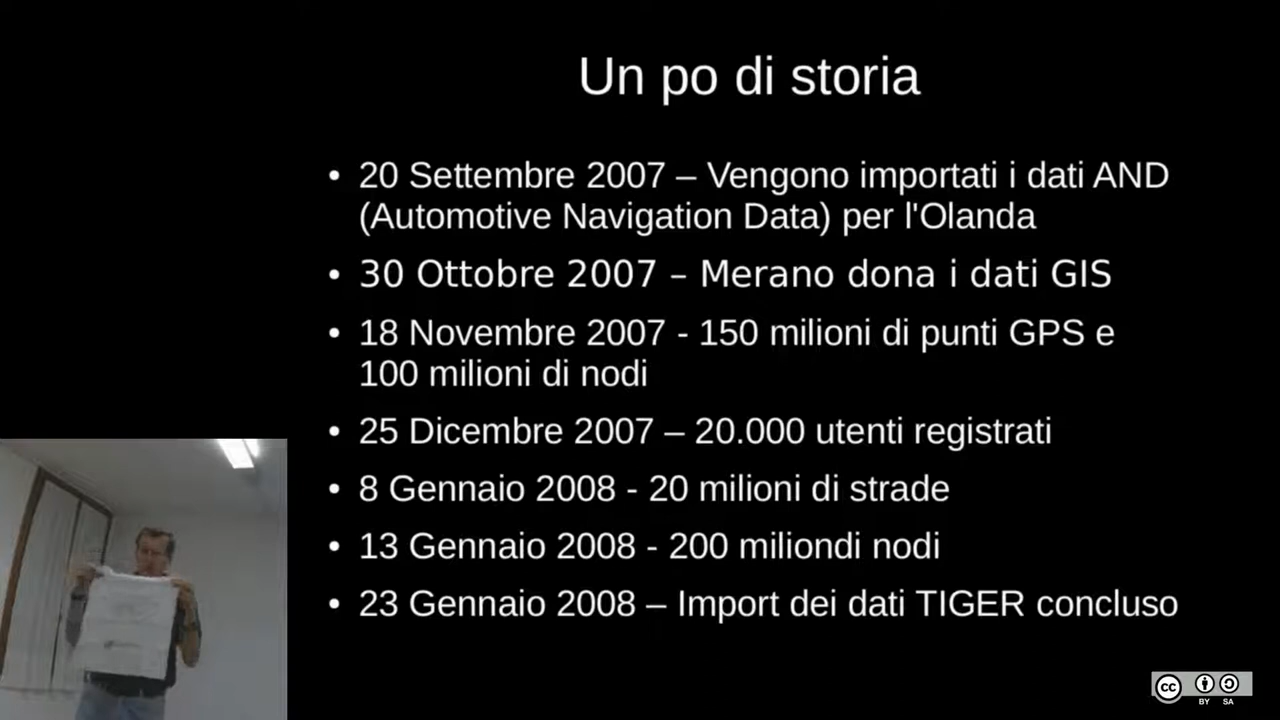 Un po di storia
• 20 Settembre 2007 – Vengono importati i dati AND
(Automotive Navigation Data) per l'Olanda
• 30 Ottobre 2007 – Merano dona i dati GIS
• 18 Novembre 2007 - 150 milioni di punti GPS e
100 milioni di nodi
• 25 Dicembre 2007 – 20.000 utenti registrati
• 8 Gennaio 2008 - 20 milioni di strade
• 13 Gennaio 2008 - 200 miliondi nodi
• 23 Gennaio 2008 – Import dei dati TIGER concluso
cc
BY SA